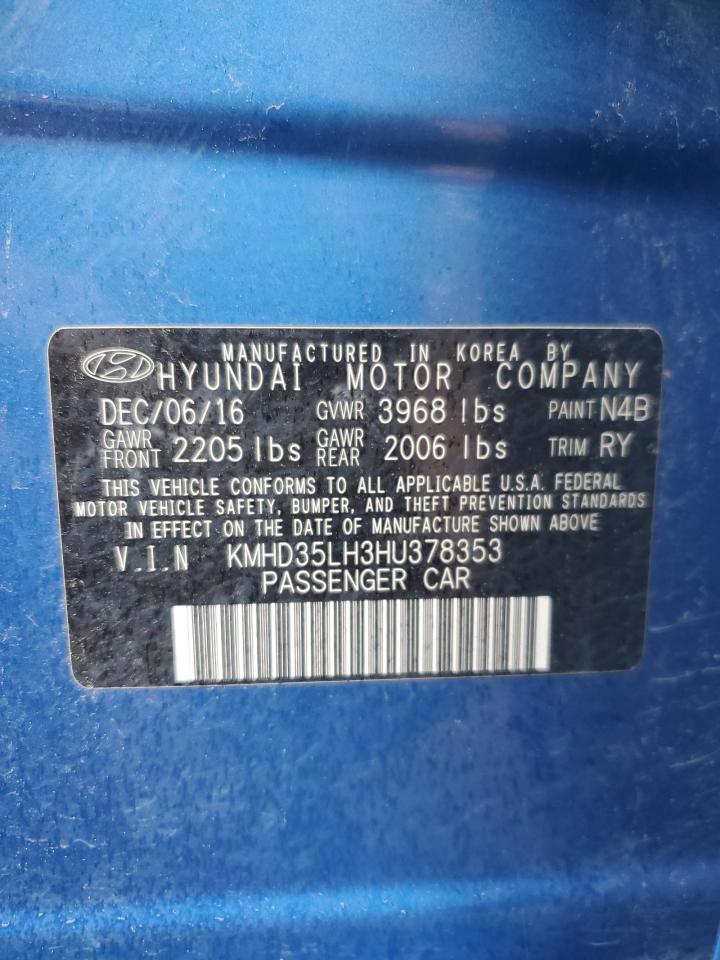 MANUFACTURED IN KOREA BY
HYUNDAI MOTOR COMPANY
DEC/06/16 GVWR 3968 lbs PAINT N4B
GAWR FRONT 2205 lbs GAWR REAR 2006 lbs TRIM RY
THIS VEHICLE CONFORMS TO ALL APPLICABLE U.S.A. FEDERAL
MOTOR VEHICLE SAFETY, BUMPER, AND THEFT PREVENTION STANDARDS
IN EFFECT ON THE DATE OF MANUFACTURE SHOWN ABOVE
V.I.N KMHD35LH3HU378353
PASSENGER CAR